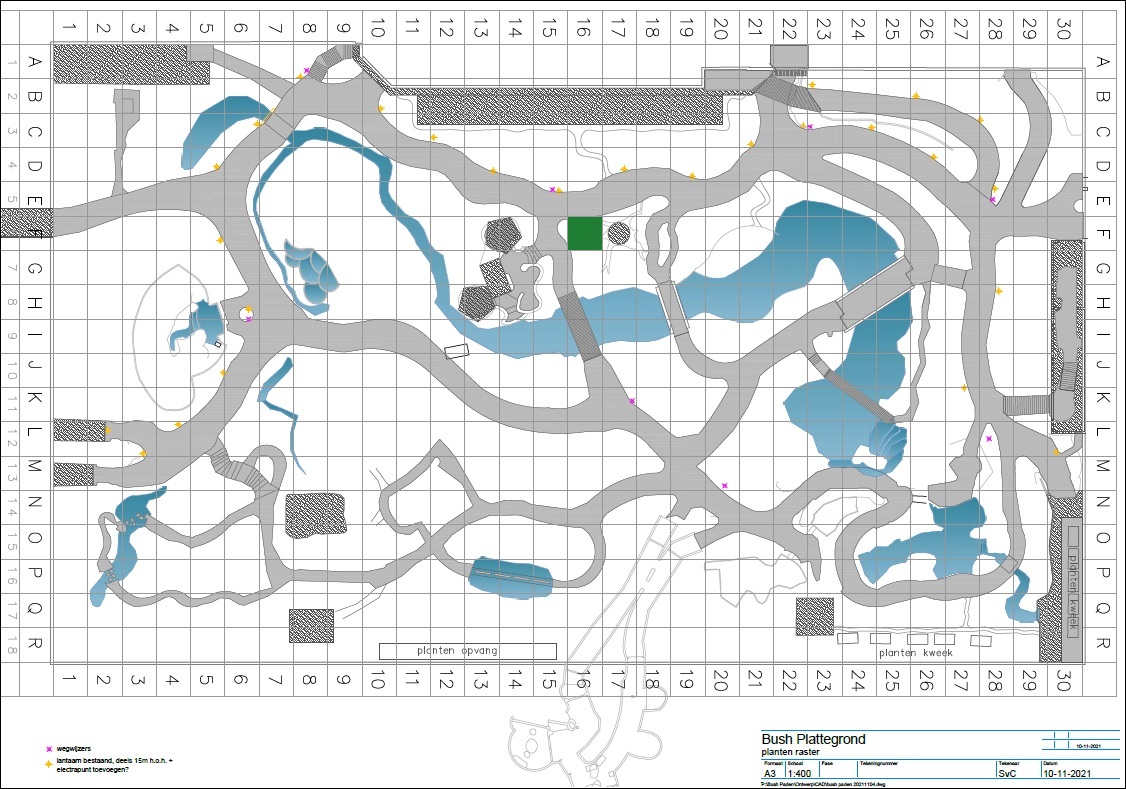 1 2 3 4 5 6 7 8 9 10 11 12 13 14 15 16 17 18 19 20 21 22 23 24 25 26 27 28 29 30
1 A A
2 B B
3 C C
4 D D
5 E E
F F
7 G G
8 H H
9 I I
10 J J
11 K K
12 L L
13 M M
14 N N
15 O O
16 P P
17 Q Q
18 R R
planten kweek
planten opvang
planten kweek
1 2 3 4 5 6 7 8 9 10 11 12 13 14 15 16 17 18 19 20 21 22 23 24 25 26 27 28 29 30
wegwijzers
lantaarn bestaand, deels 15m h.o.h. +
electrapunt toevoegen?
Bush Plattegrond
planten raster
10-11-2021
Formaat School Fase Tekeningnummer Tekenaar Datum
A3 1:400 SvC 10-11-2021
P:\Bush Paden\Ontwerp\CAD\bush paden 20211104.dwg